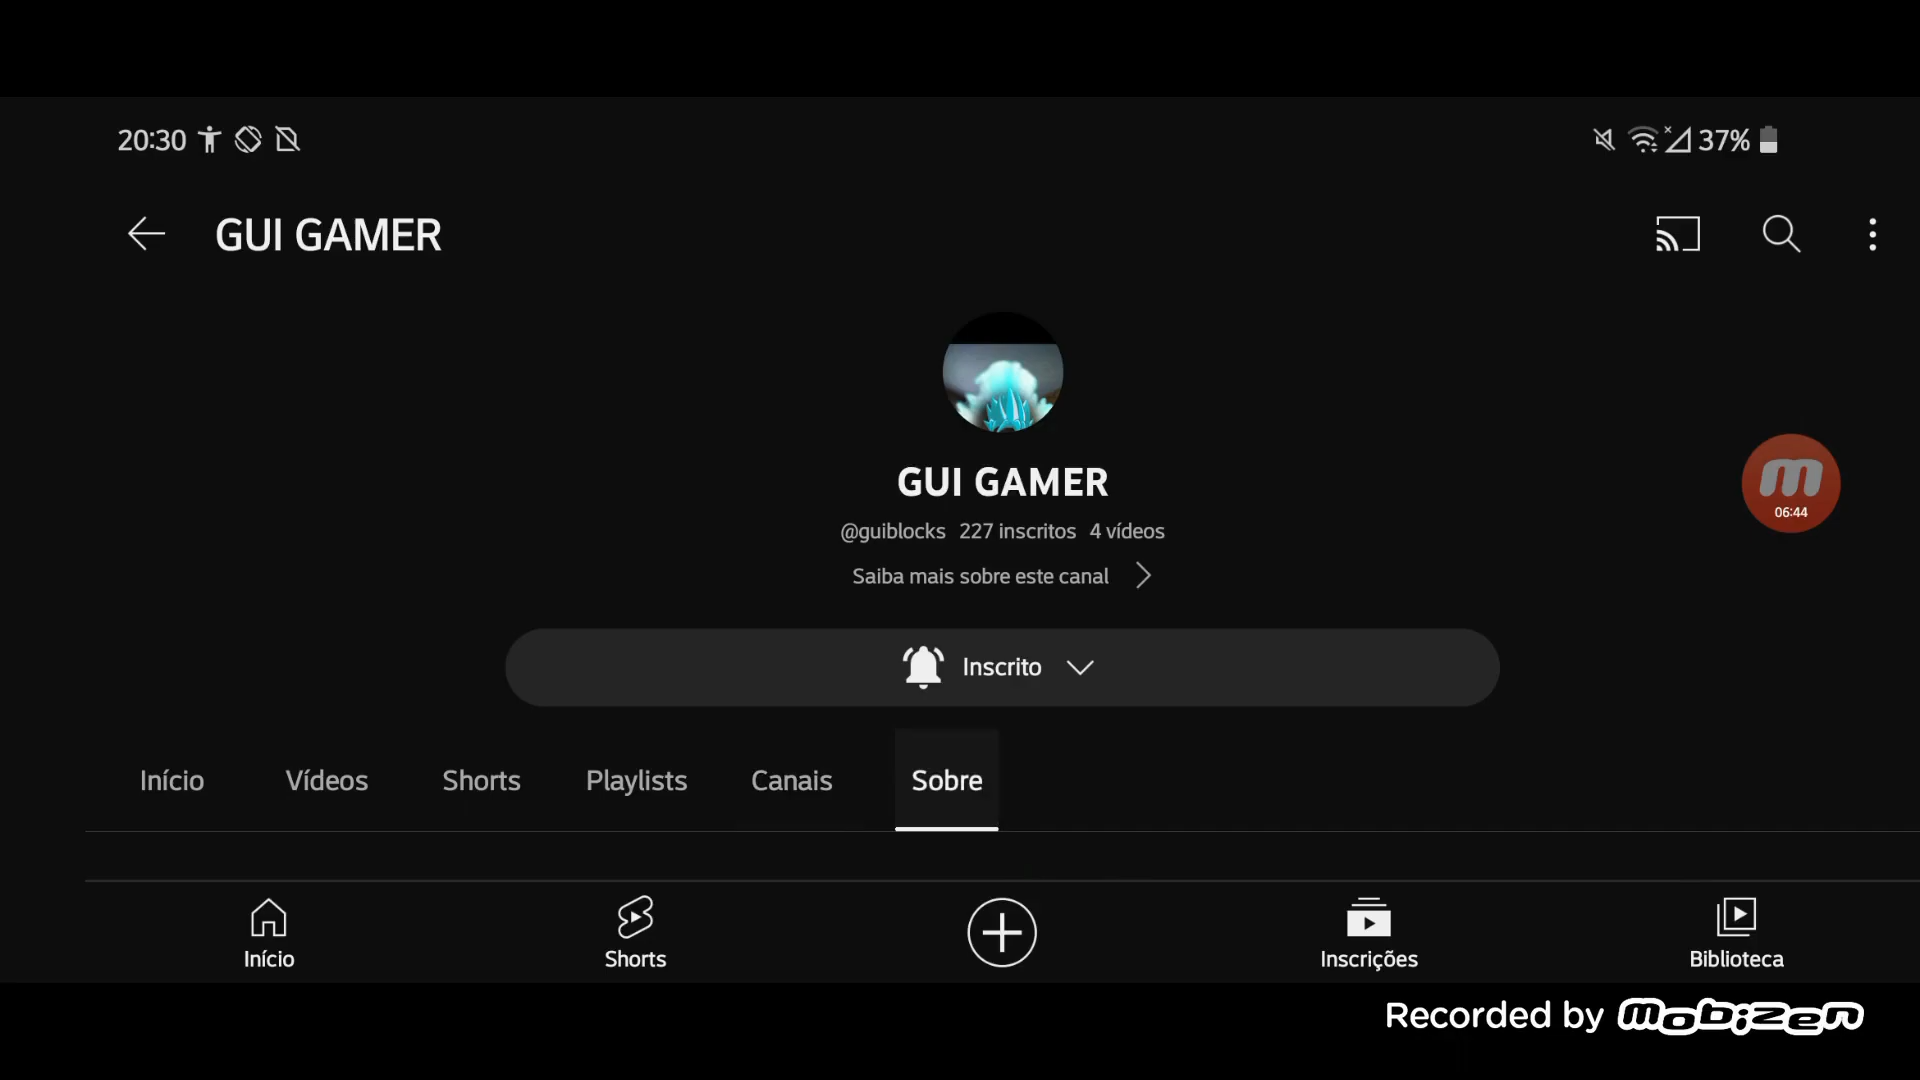 20:30
37%
GUI GAMER
GUI GAMER
@guiblocks 227 inscritos 4 vídeos
Saiba mais sobre este canal
m
06:44
Inscrito
Início Vídeos Shorts Playlists Canais Sobre
Início Shorts Inscrições Biblioteca
Recorded by mobizen